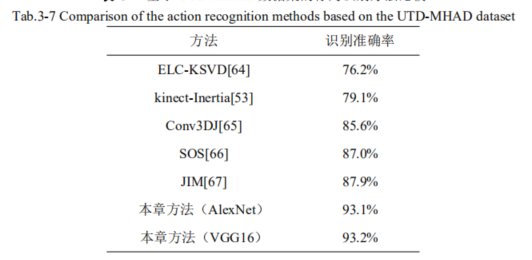 Tab.3-7 Comparison of the action recognition methods based on the UTD-MHAD dataset
方法 识别准确率
ELC-KSVD[64] 76.2%
kinect-Inertia[53] 79.1%
Conv3DJ[65] 85.6%
SOS[66] 87.0%
JIM[67] 87.9%
本章方法（AlexNet） 93.1%
本章方法（VGG16） 93.2%